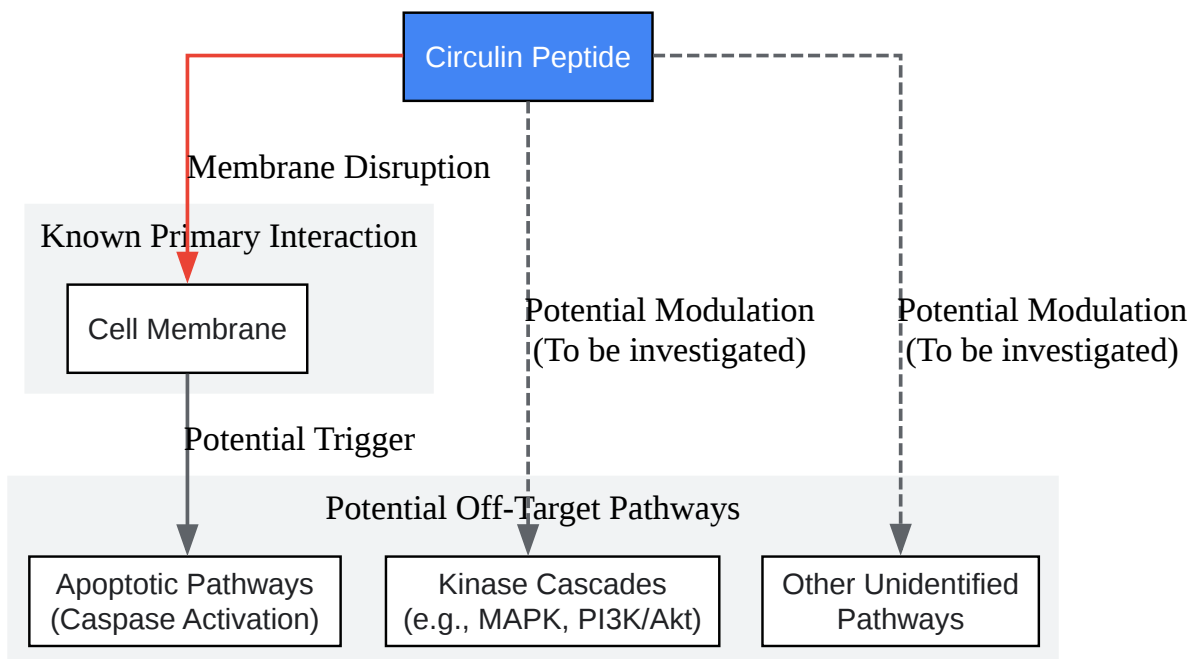 Circulin Peptide
Membrane Disruption
Known Primary Interaction
Cell Membrane
Potential Modulation
(To be investigated)
Potential Modulation
(To be investigated)
Potential Trigger
Potential Off-Target Pathways
Apoptotic Pathways
(Caspase Activation)
Kinase Cascades
(e.g., MAPK, PI3K/Akt)
Other Unidentified
Pathways